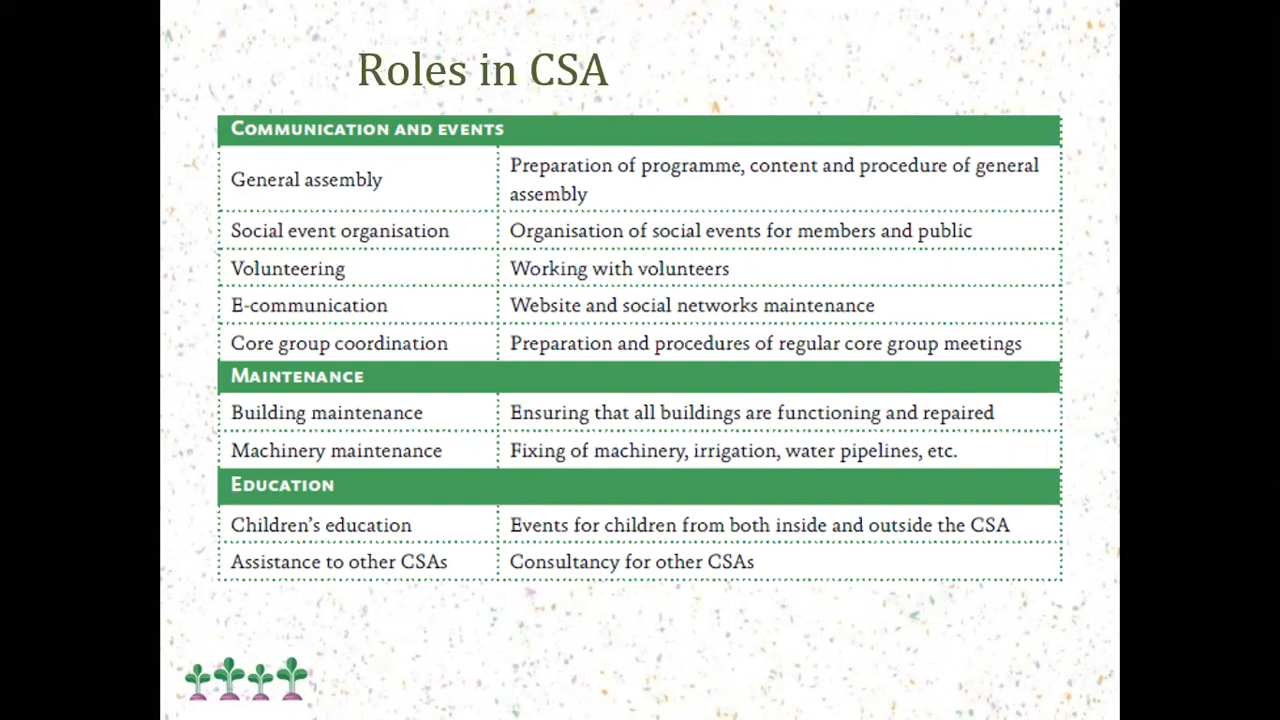 Roles in CSA
COMMUNICATION AND EVENTS
General assembly
Preparation of programme, content and procedure of general
assembly
Social event organisation
Organisation of social events for members and public
Volunteering
Working with volunteers
E-communication
Website and social networks maintenance
Core group coordination
Preparation and procedures of regular core group meetings
MAINTENANCE
Building maintenance
Ensuring that all buildings are functioning and repaired
Machinery maintenance
Fixing of machinery, irrigation, water pipelines, etc.
EDUCATION
Children’s education
Events for children from both inside and outside the CSA
Assistance to other CSAs
Consultancy for other CSAs